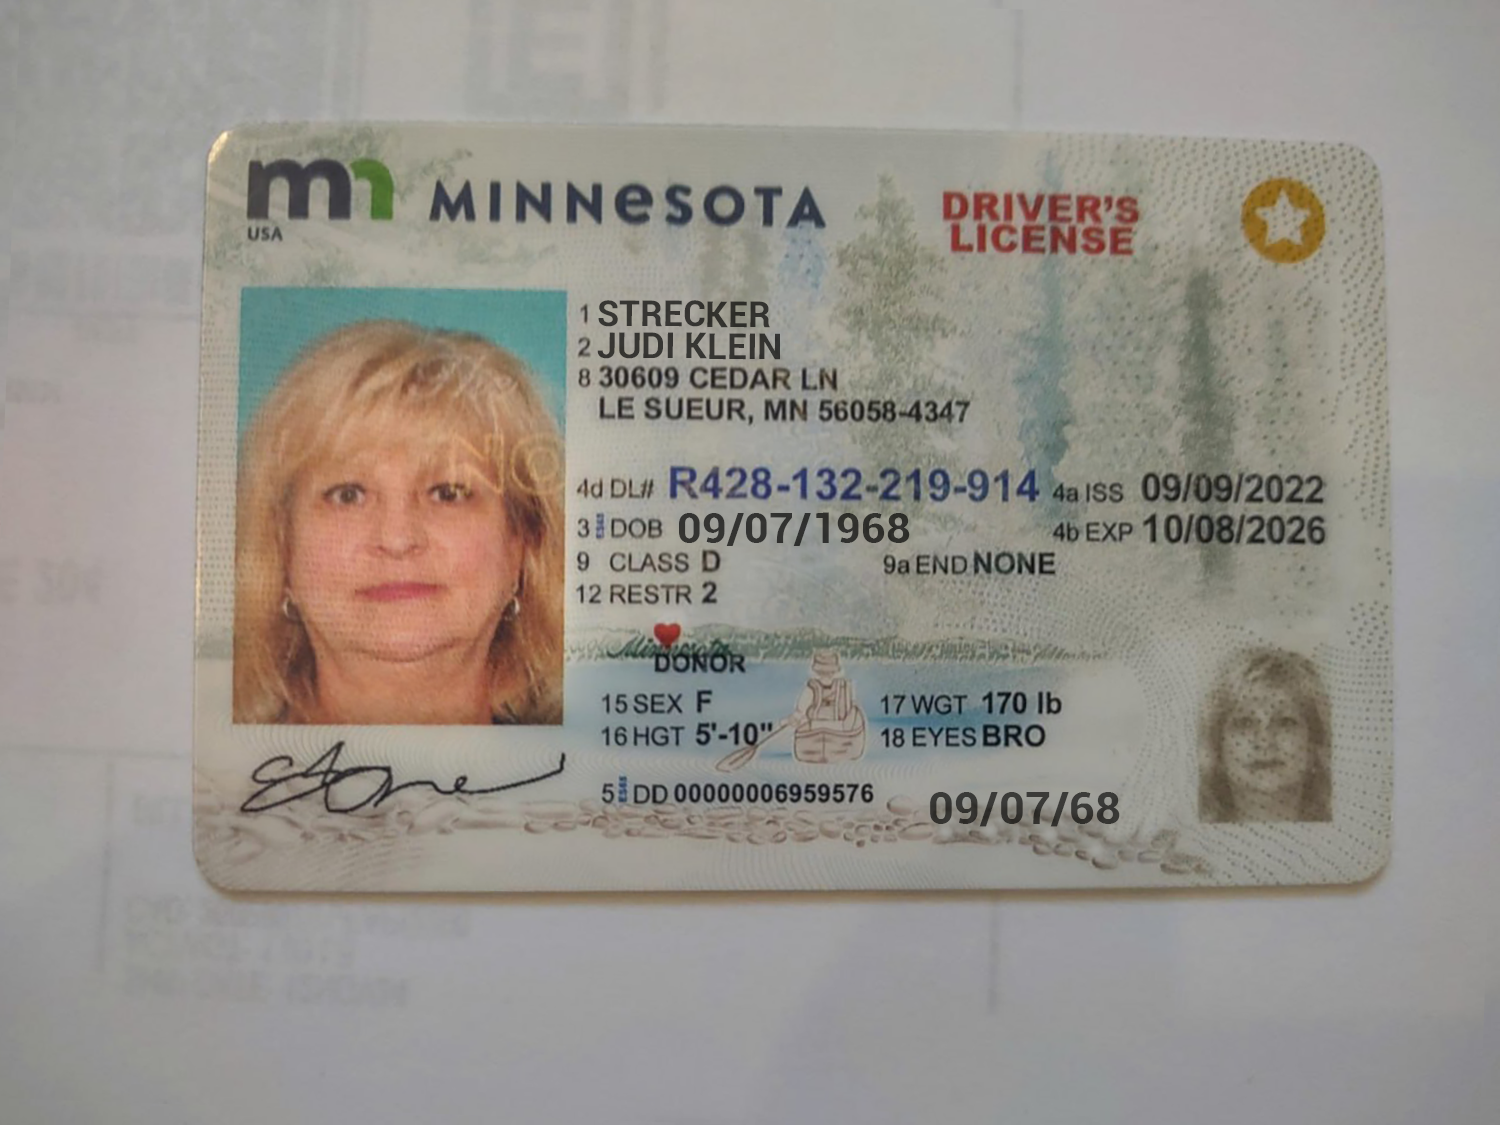 mn MINNeSOTA
USA
DRIVER'S
LICENSE
1 STRECKER
2 JUDI KLEIN
8 30609 CEDAR LN
LE SUEUR, MN 56058-4347
4d DL# R428-132-219-914 4a ISS 09/09/2022
3 DOB 09/07/1968 4b EXP 10/08/2026
9 CLASS D 9a END NONE
12 RESTR 2
Minnesota
DONOR
15 SEX F 17 WGT 170 lb
16 HGT 5'-10" 18 EYES BRO
5 DD 00000006959576
09/07/68